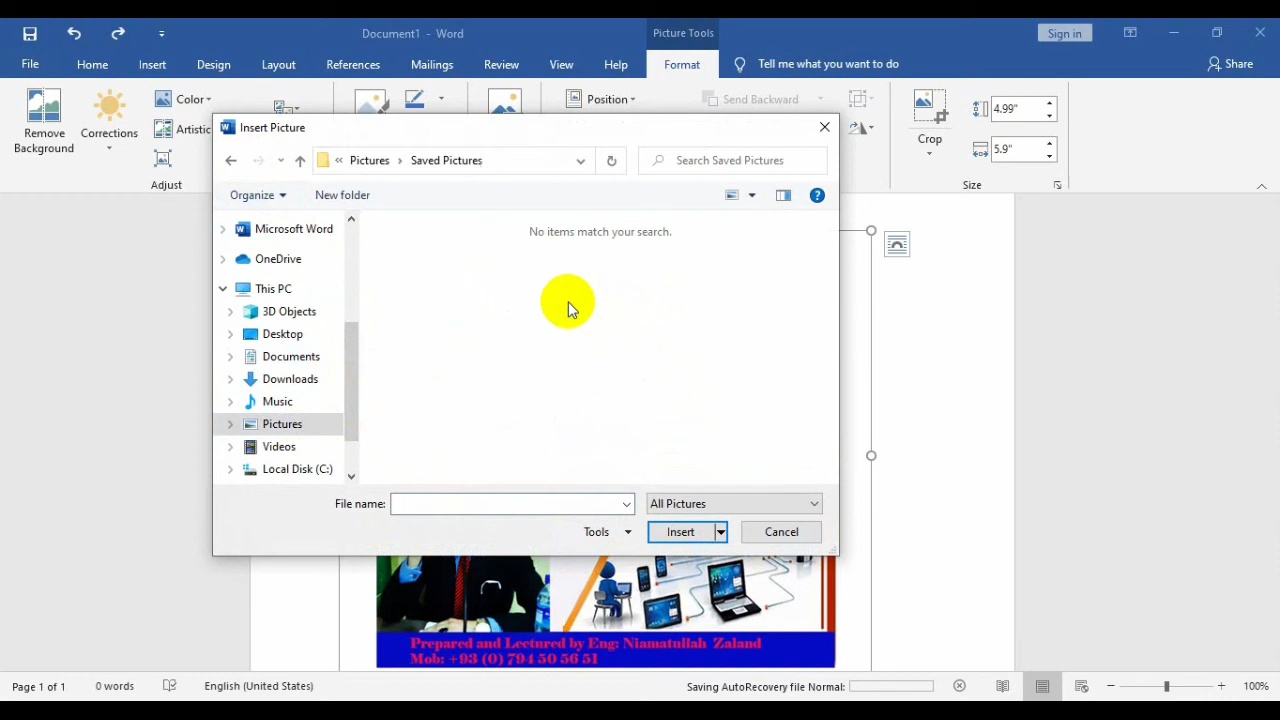 Document1 - Word
Picture Tools
Sign in
File
Home
Insert
Design
Layout
References
Mailings
Review
View
Help
Format
Tell me what you want to do
Share
Remove
Background
Corrections
Color
Artistic
Adjust
Position
Send Backward
Crop
4.99"
5.9"
Size
Insert Picture
Pictures
Saved Pictures
Search Saved Pictures
Organize
New folder
Microsoft Word
OneDrive
This PC
3D Objects
Desktop
Documents
Downloads
Music
Pictures
Videos
Local Disk (C:)
No items match your search.
File name:
All Pictures
Tools
Insert
Cancel
Prepared and Lectured by Eng: Niamatullah Zaland
Mob: +93 (0) 794 50 56 51
Page 1 of 1
0 words
English (United States)
Saving AutoRecovery file Normal:
100%